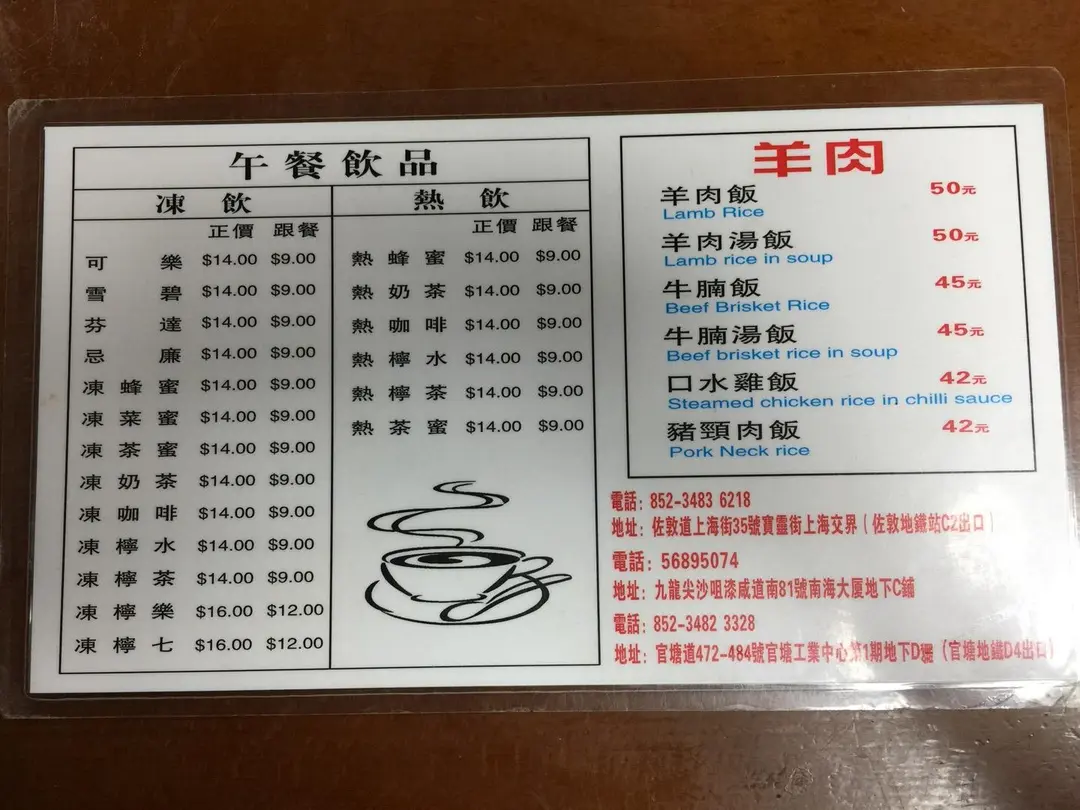 午餐飲品
凍 飲
正價 跟餐
可 樂 $14.00 $9.00
雪 碧 $14.00 $9.00
芬 達 $14.00 $9.00
忌 廉 $14.00 $9.00
凍 蜂 蜜 $14.00 $9.00
凍 菜 蜜 $14.00 $9.00
凍 茶 蜜 $14.00 $9.00
凍 奶 茶 $14.00 $9.00
凍 咖 啡 $14.00 $9.00
凍 檸 水 $14.00 $9.00
凍 檸 茶 $14.00 $9.00
凍 檸 樂 $16.00 $12.00
凍 檸 七 $16.00 $12.00
熱 飲
正價 跟餐
熱 蜂 蜜 $14.00 $9.00
熱 奶 茶 $14.00 $9.00
熱 咖 啡 $14.00 $9.00
熱 檸 水 $14.00 $9.00
熱 檸 茶 $14.00 $9.00
熱 茶 蜜 $14.00 $9.00
羊肉
羊肉飯 50元
Lamb Rice
羊肉湯飯 50元
Lamb rice in soup
牛腩飯 45元
Beef Brisket Rice
牛腩湯飯 45元
Beef brisket rice in soup
口水雞飯 42元
Steamed chicken rice in chilli sauce
豬頸肉飯 42元
Pork Neck rice
電話: 852-3483 6218
地址: 佐敦道上海街35號寶靈街上海交界（佐敦地鐵站C2出口）
電話: 56895074
地址: 九龍尖沙咀漆咸道南81號南海大厦地下C鋪
電話: 852-3482 3328
地址: 官塘道472-484號官塘工業中心第1期地下D（官塘地鐵D4出口）